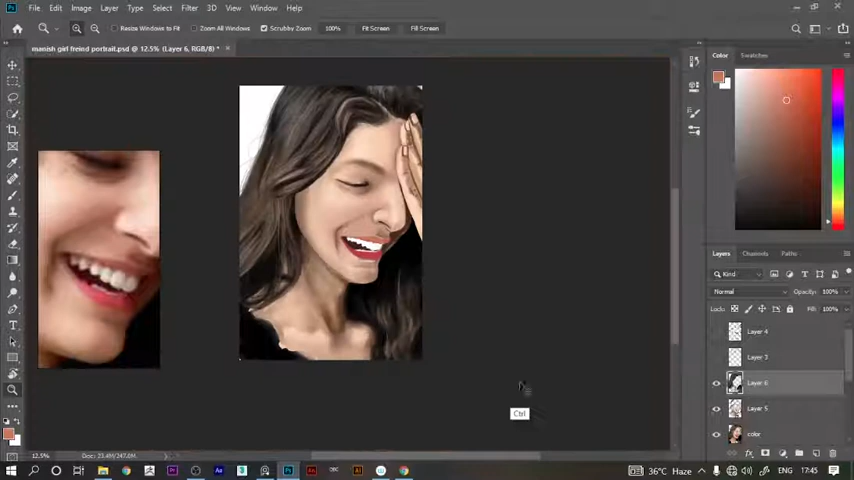 File Edit Image Layer Type Select Filter 3D View Window Help
Resize Windows to Fit Zoom All Windows Scrubby Zoom 100% Fit Screen Fill Screen
manish girl freind portrait.psd @ 12.5% (Layer 6, RGB/8) *
Color Swatches
Ctrl
Layers Channels Paths
Kind
Normal Opacity: 100%
Lock: Fill: 100%
Layer 4
Layer 3
Layer 6
Layer 5
color
12.5% Doc: 23.4M/247.0M
36°C Haze ENG 17:45